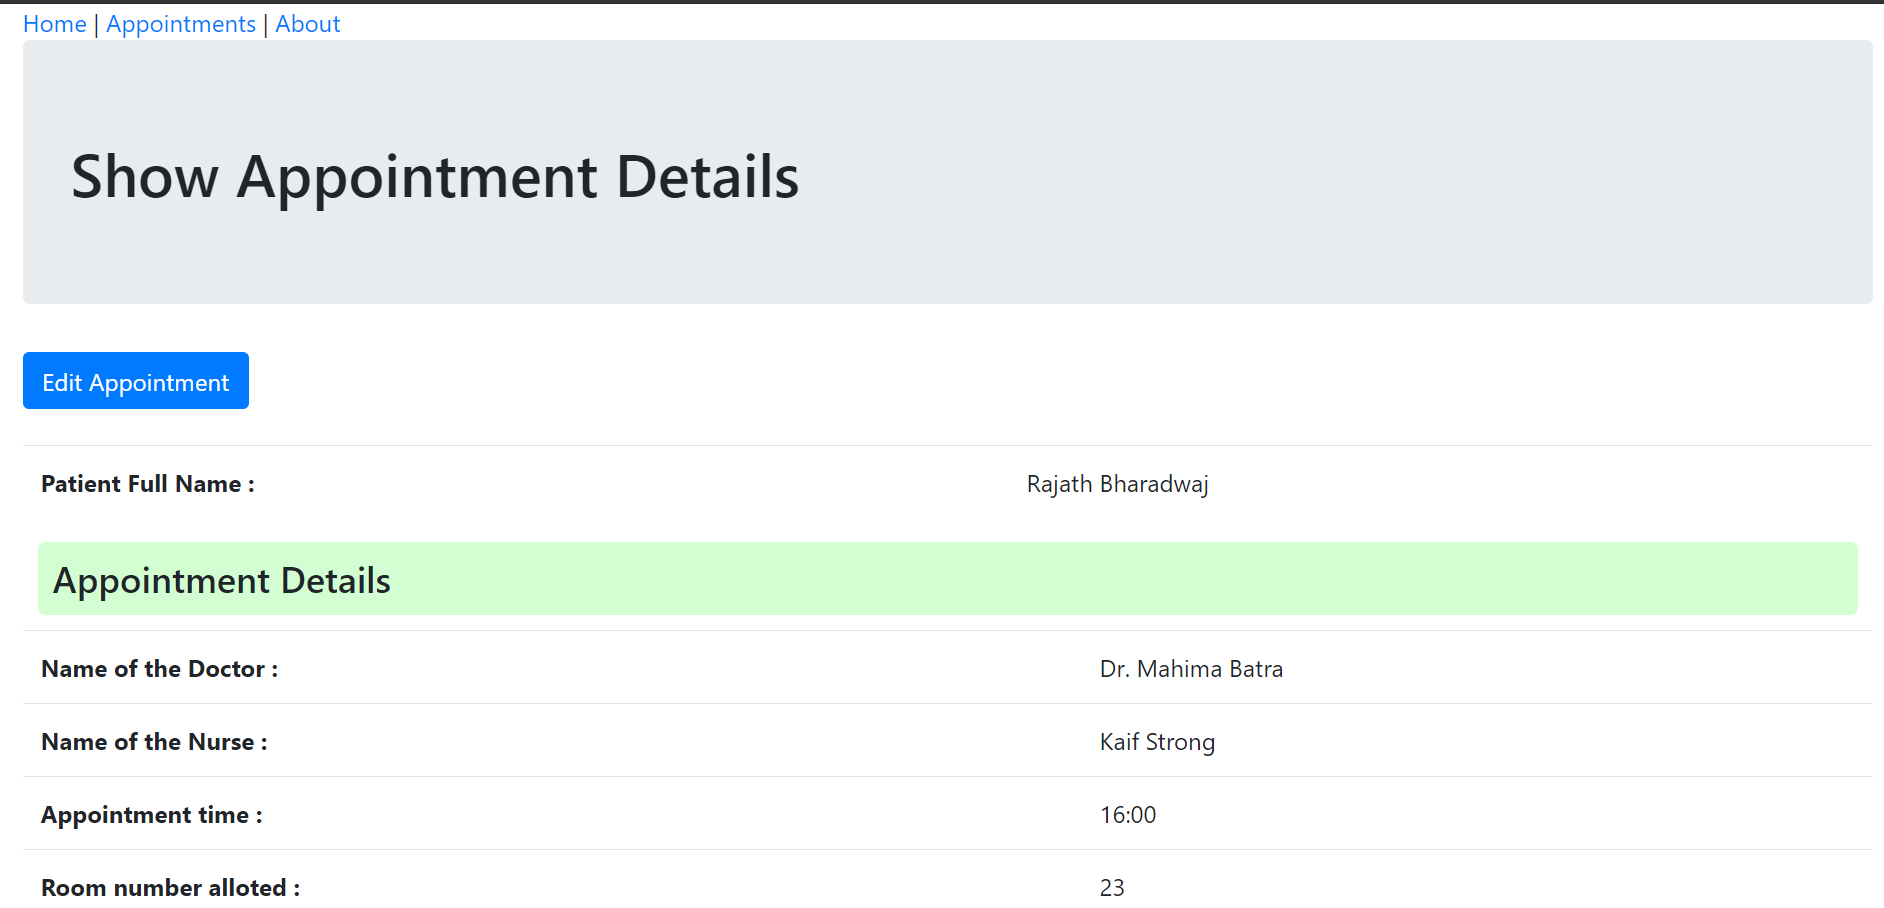 Home | Appointments | About
Show Appointment Details
Edit Appointment
Patient Full Name : Rajath Bharadwaj
Appointment Details
Name of the Doctor : Dr. Mahima Batra
Name of the Nurse : Kaif Strong
Appointment time : 16:00
Room number alloted : 23